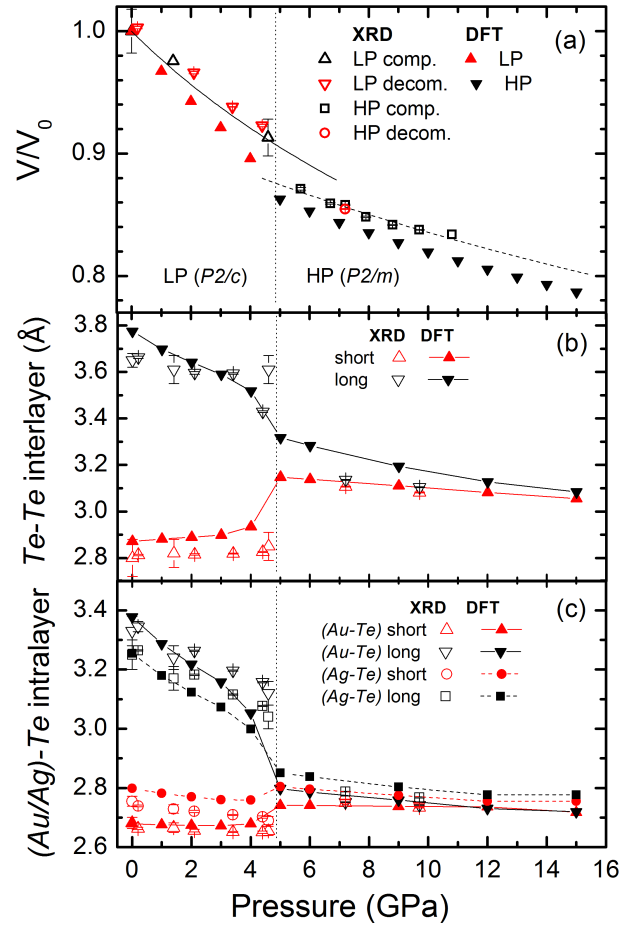 (a)
XRD DFT
LP comp. LP
LP decom. HP
HP comp.
HP decom.
1.0
0.9
0.8
V/V0
LP (P2/c) HP (P2/m)
(b)
XRD DFT
short
long
3.8
3.6
3.4
3.2
3.0
2.8
Te-Te interlayer (Å)
(c)
XRD DFT
(Au-Te) short
(Au-Te) long
(Ag-Te) short
(Ag-Te) long
3.4
3.2
3.0
2.8
2.6
(Au/Ag)-Te intralayer
0 2 4 6 8 10 12 14 16
Pressure (GPa)